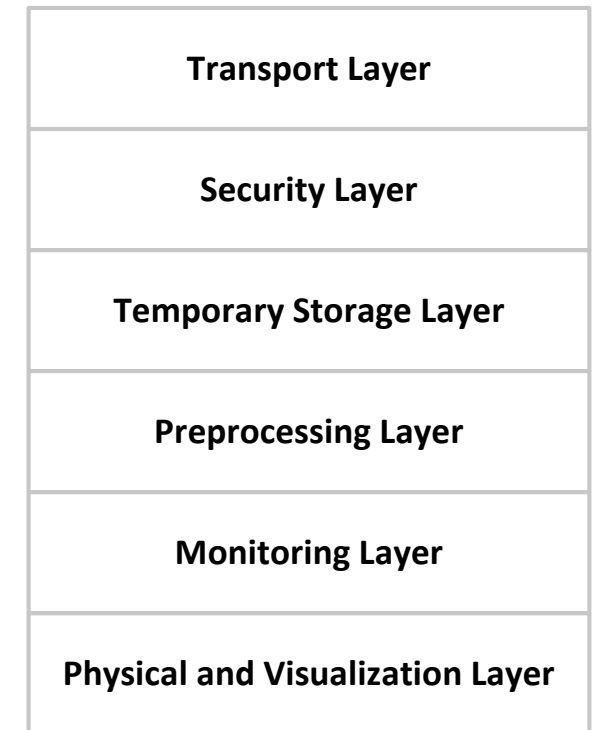 Transport Layer
Security Layer
Temporary Storage Layer
Preprocessing Layer
Monitoring Layer
Physical and Visualization Layer